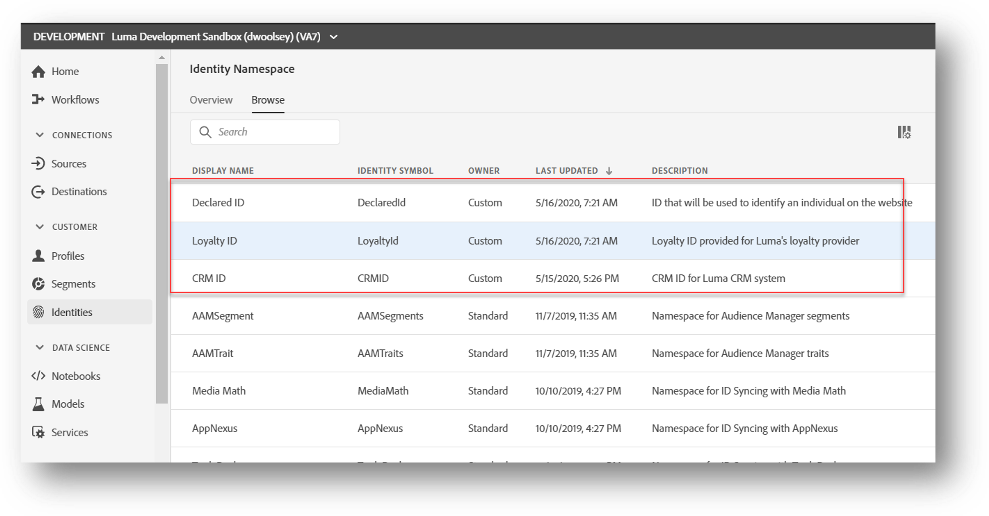 DEVELOPMENT Luma Development Sandbox (dwoolsey) (VA7)
Home
Workflows
CONNECTIONS
Sources
Destinations
CUSTOMER
Profiles
Segments
Identities
DATA SCIENCE
Notebooks
Models
Services
Identity Namespace
Overview Browse
Search
DISPLAY NAME IDENTITY SYMBOL OWNER LAST UPDATED DESCRIPTION
Declared ID DeclaredId Custom 5/16/2020, 7:21 AM ID that will be used to identify an individual on the website
Loyalty ID LoyaltyId Custom 5/16/2020, 7:21 AM Loyalty ID provided for Luma's loyalty provider
CRM ID CRMID Custom 5/15/2020, 5:26 PM CRM ID for Luma CRM system
AAMSegment AAMSegments Standard 11/7/2019, 11:35 AM Namespace for Audience Manager segments
AAMTrait AAMTraits Standard 11/7/2019, 11:35 AM Namespace for Audience Manager traits
Media Math MediaMath Standard 10/10/2019, 4:27 PM Namespace for ID Syncing with Media Math
AppNexus AppNexus Standard 10/10/2019, 4:27 PM Namespace for ID Syncing with AppNexus